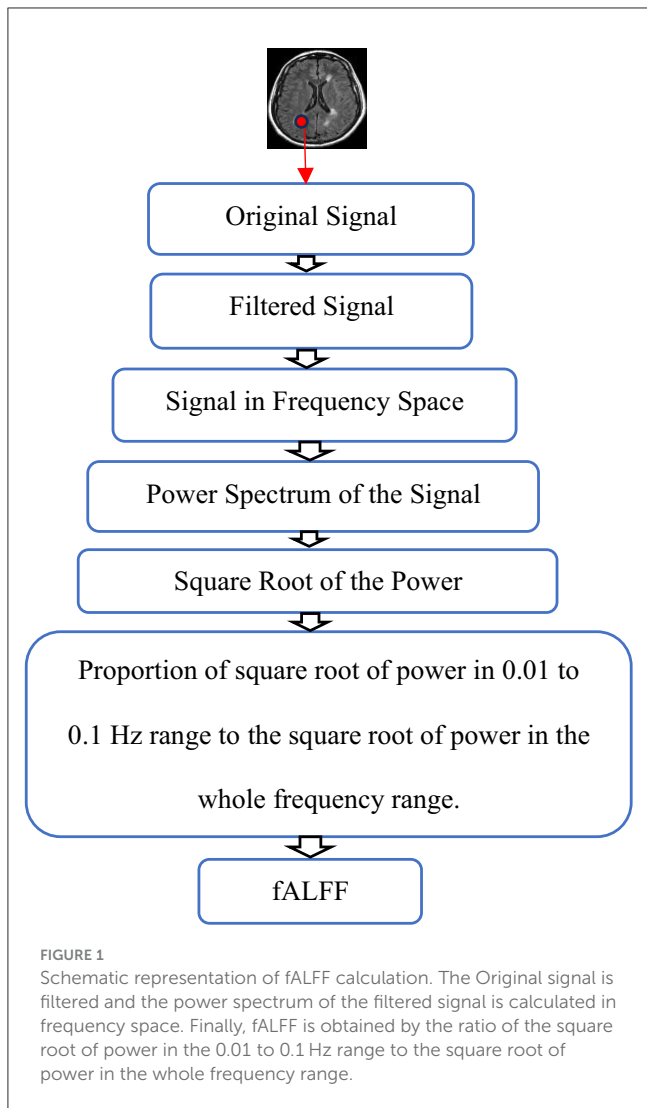 Original Signal
Filtered Signal
Signal in Frequency Space
Power Spectrum of the Signal
Square Root of the Power
Proportion of square root of power in 0.01 to
0.1 Hz range to the square root of power in the
whole frequency range.
fALFF
FIGURE 1
Schematic representation of fALFF calculation. The Original signal is
filtered and the power spectrum of the filtered signal is calculated in
frequency space. Finally, fALFF is obtained by the ratio of the square
root of power in the 0.01 to 0.1 Hz range to the square root of
power in the whole frequency range.